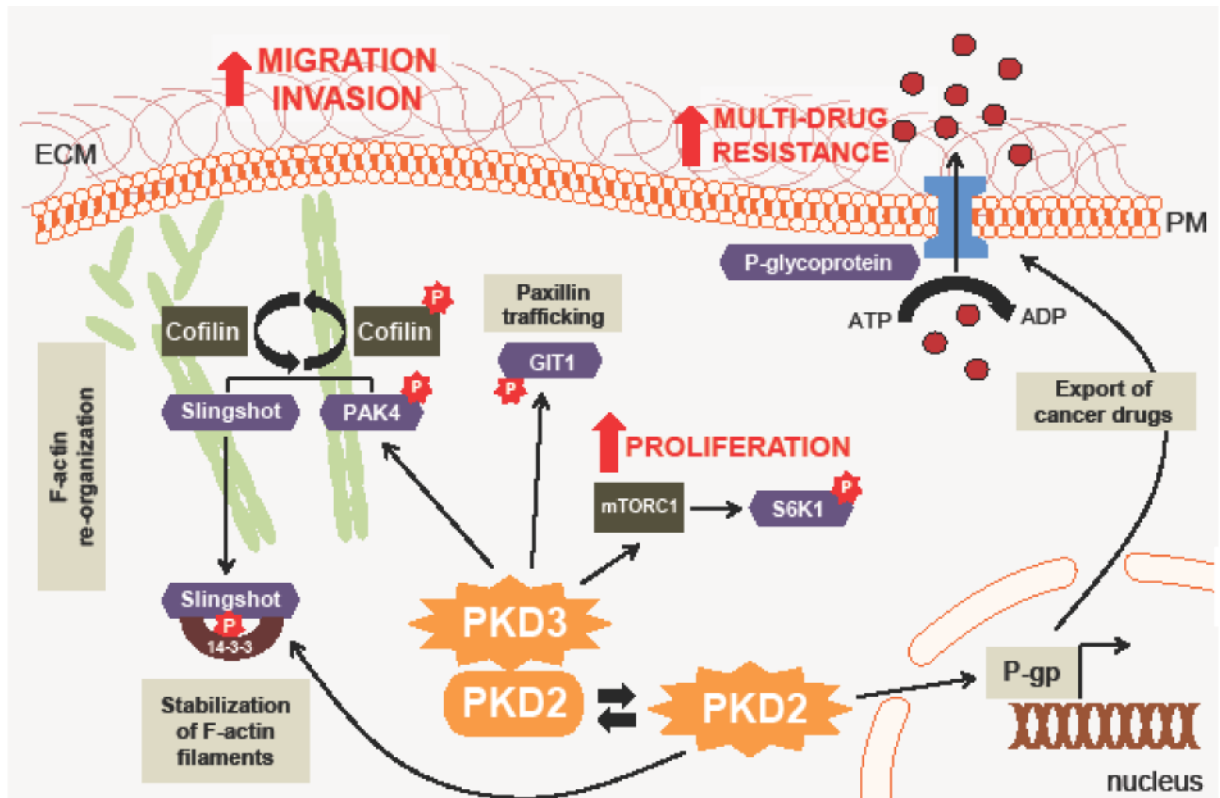 MIGRATION
INVASION
MULTI-DRUG
RESISTANCE
ECM
PM
P-glycoprotein
ATP
ADP
Paxillin
trafficking
Cofilin
Cofilin
P
GIT1
P
Slingshot
PAK4
P
F-actin
re-organization
Export of
cancer drugs
PROLIFERATION
mTORC1
S6K1
P
Slingshot
P
14-3-3
PKD3
PKD2
PKD2
P-gp
Stabilization
of F-actin
filaments
nucleus